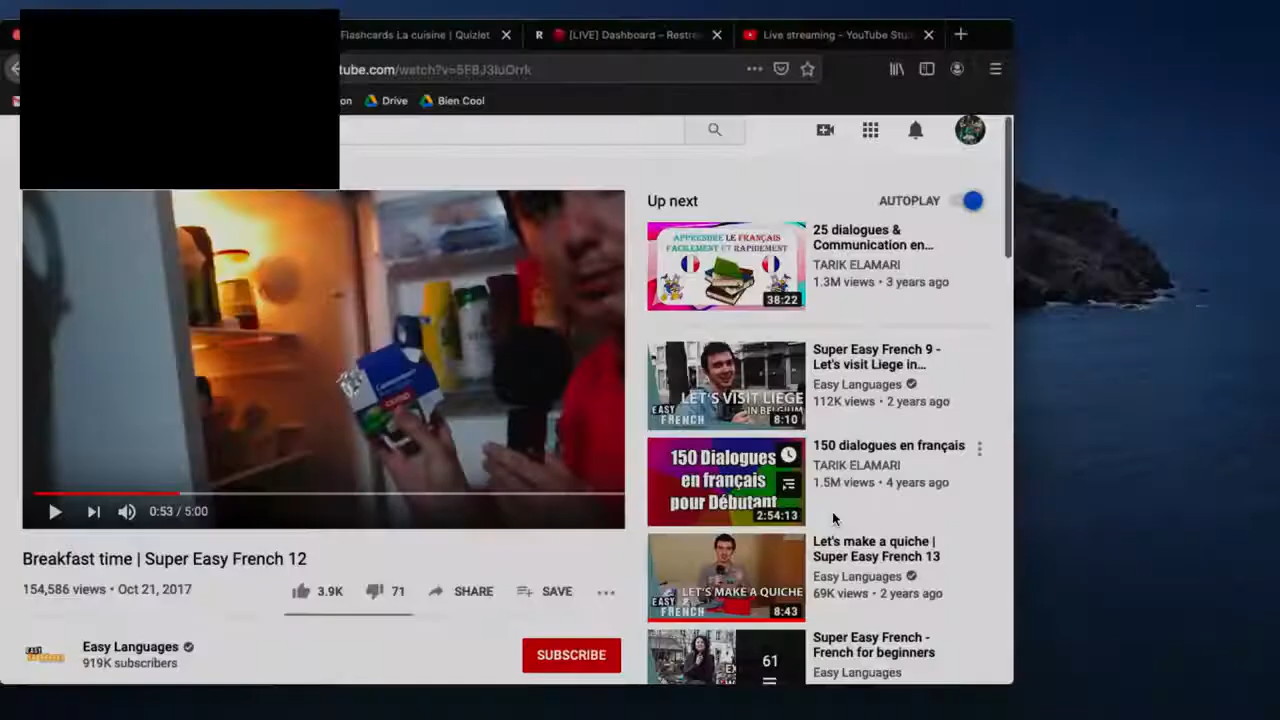 Flashcards La cuisine | Quizlet
R [LIVE] Dashboard – Restre
Live streaming - YouTube Stu
tube.com/watch?v=5FBJ3IuOrrk
on Drive Bien Cool
Up next
AUTOPLAY
APPRENDRE LE FRANÇAIS
FACILEMENT ET RAPIDEMENT
38:22
25 dialogues &
Communication en...
TARIK ELAMARI
1.3M views • 3 years ago
LET'S VISIT LIEGE
IN BELGIUM
EASY
FRENCH
8:10
Super Easy French 9 -
Let's visit Liege in...
Easy Languages
112K views • 2 years ago
150 Dialogues
en français
pour Débutant
2:54:13
150 dialogues en français
TARIK ELAMARI
1.5M views • 4 years ago
LET'S MAKE A QUICHE
EASY
FRENCH
8:43
Let's make a quiche |
Super Easy French 13
Easy Languages
69K views • 2 years ago
61
Super Easy French -
French for beginners
Easy Languages
0:53 / 5:00
Breakfast time | Super Easy French 12
154,586 views • Oct 21, 2017
3.9K 71 SHARE SAVE
Easy Languages
919K subscribers
SUBSCRIBE